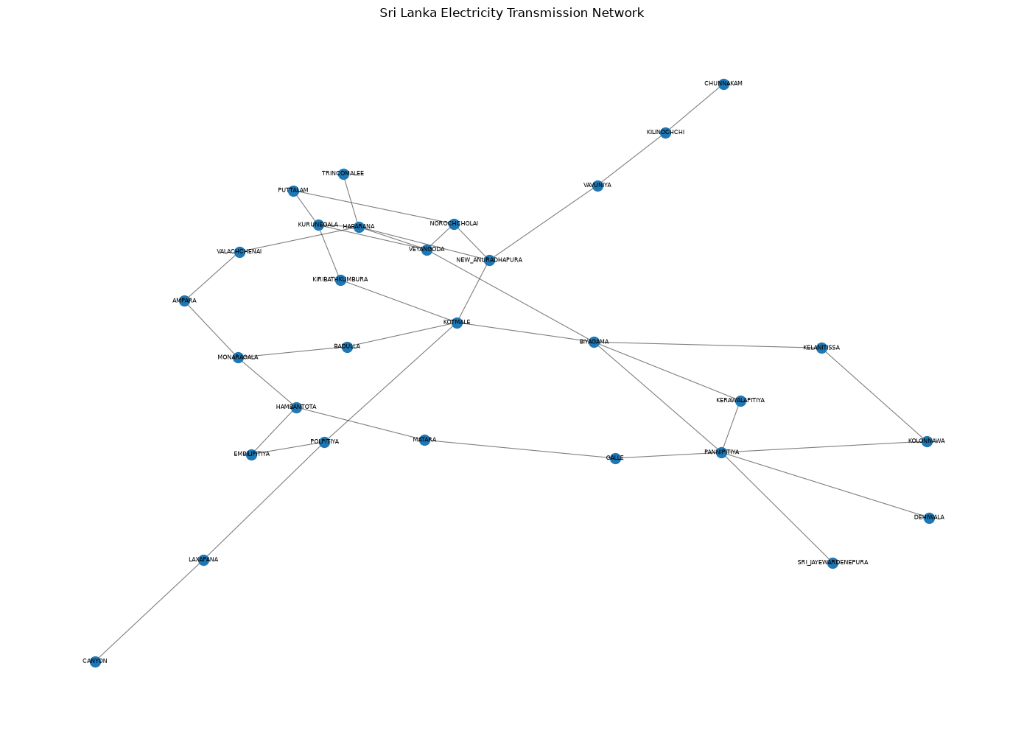 Sri Lanka Electricity Transmission Network
CHUNNAKAM
KILINOCHCHI
TRINCOMALEE
VAVUNIYA
PUTTALAM
KURUNEGALA
HABARANA
NOROCHCHOLAI
VALACHCHENAI
VEYANGODA
NEW_ANURADHAPURA
KIRIBATHKUMBURA
AMPARA
KOTMALE
BIYAGAMA
BADULLA
KELANITISSA
MONARAGALA
KERAWALAPITIYA
HAMBANTOTA
MATARA
POLPITIYA
KOLONNAWA
EMBILIPITIYA
GALLE
PANNIPITIYA
DEHIWALA
LAXAPANA
SRI_JAYEWARDENEPURA
CANYON